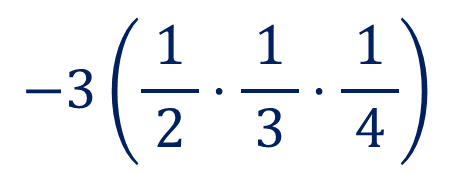 −3 (1/2 · 1/3 · 1/4)